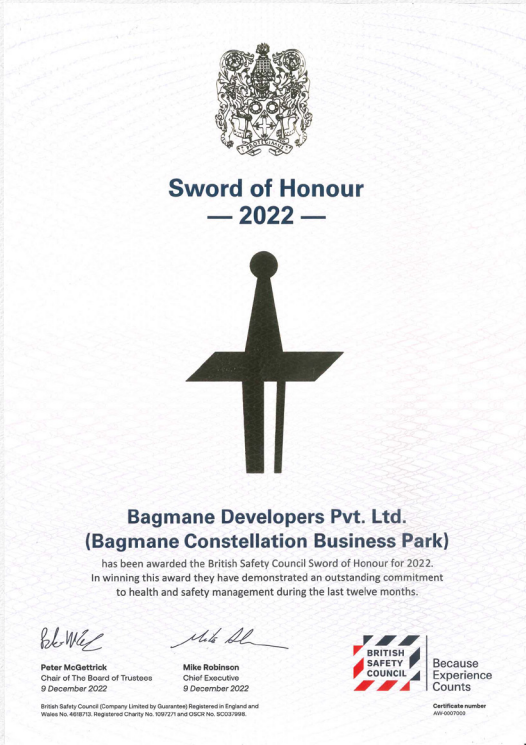 Sword of Honour
— 2022 —
Bagmane Developers Pvt. Ltd.
(Bagmane Constellation Business Park)
has been awarded the British Safety Council Sword of Honour for 2022.
In winning this award they have demonstrated an outstanding commitment
to health and safety management during the last twelve months.
Peter McGettrick
Chair of The Board of Trustees
9 December 2022
Mike Robinson
Chief Executive
9 December 2022
BRITISH
SAFETY
COUNCIL
Because
Experience
Counts
British Safety Council (Company Limited by Guarantee) Registered in England and
Wales No. 4618713. Registered Charity No. 1097271 and OSCR No. SC037998.
Certificate number
AW-0007003